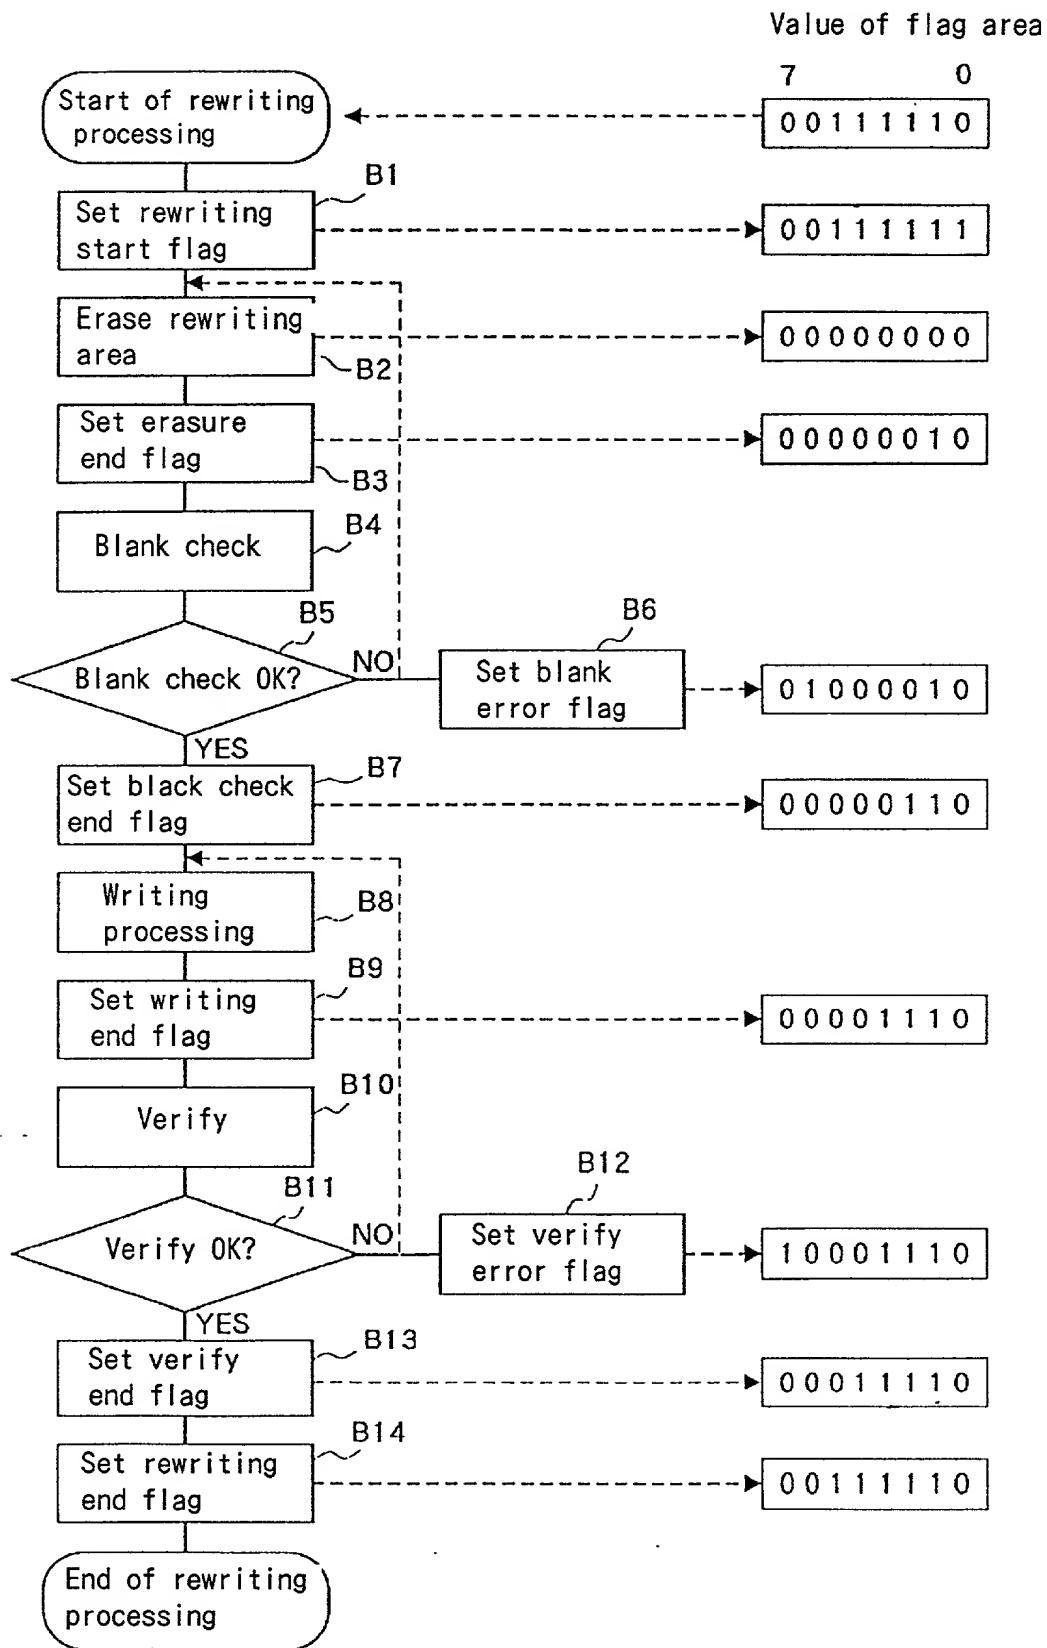 Value of flag area
7 0
Start of rewriting
processing
00111110
B1
Set rewriting
start flag
00111111
Erase rewriting
area
B2
00000000
Set erasure
end flag
B3
00000010
B4
Blank check
B5
Blank check OK?
NO
B6
Set blank
error flag
01000010
YES
B7
Set black check
end flag
00000110
Writing
processing
B8
B9
Set writing
end flag
00001110
B10
Verify
B11
Verify OK?
NO
B12
Set verify
error flag
10001110
YES
B13
Set verify
end flag
00011110
B14
Set rewriting
end flag
00111110
End of rewriting
processing